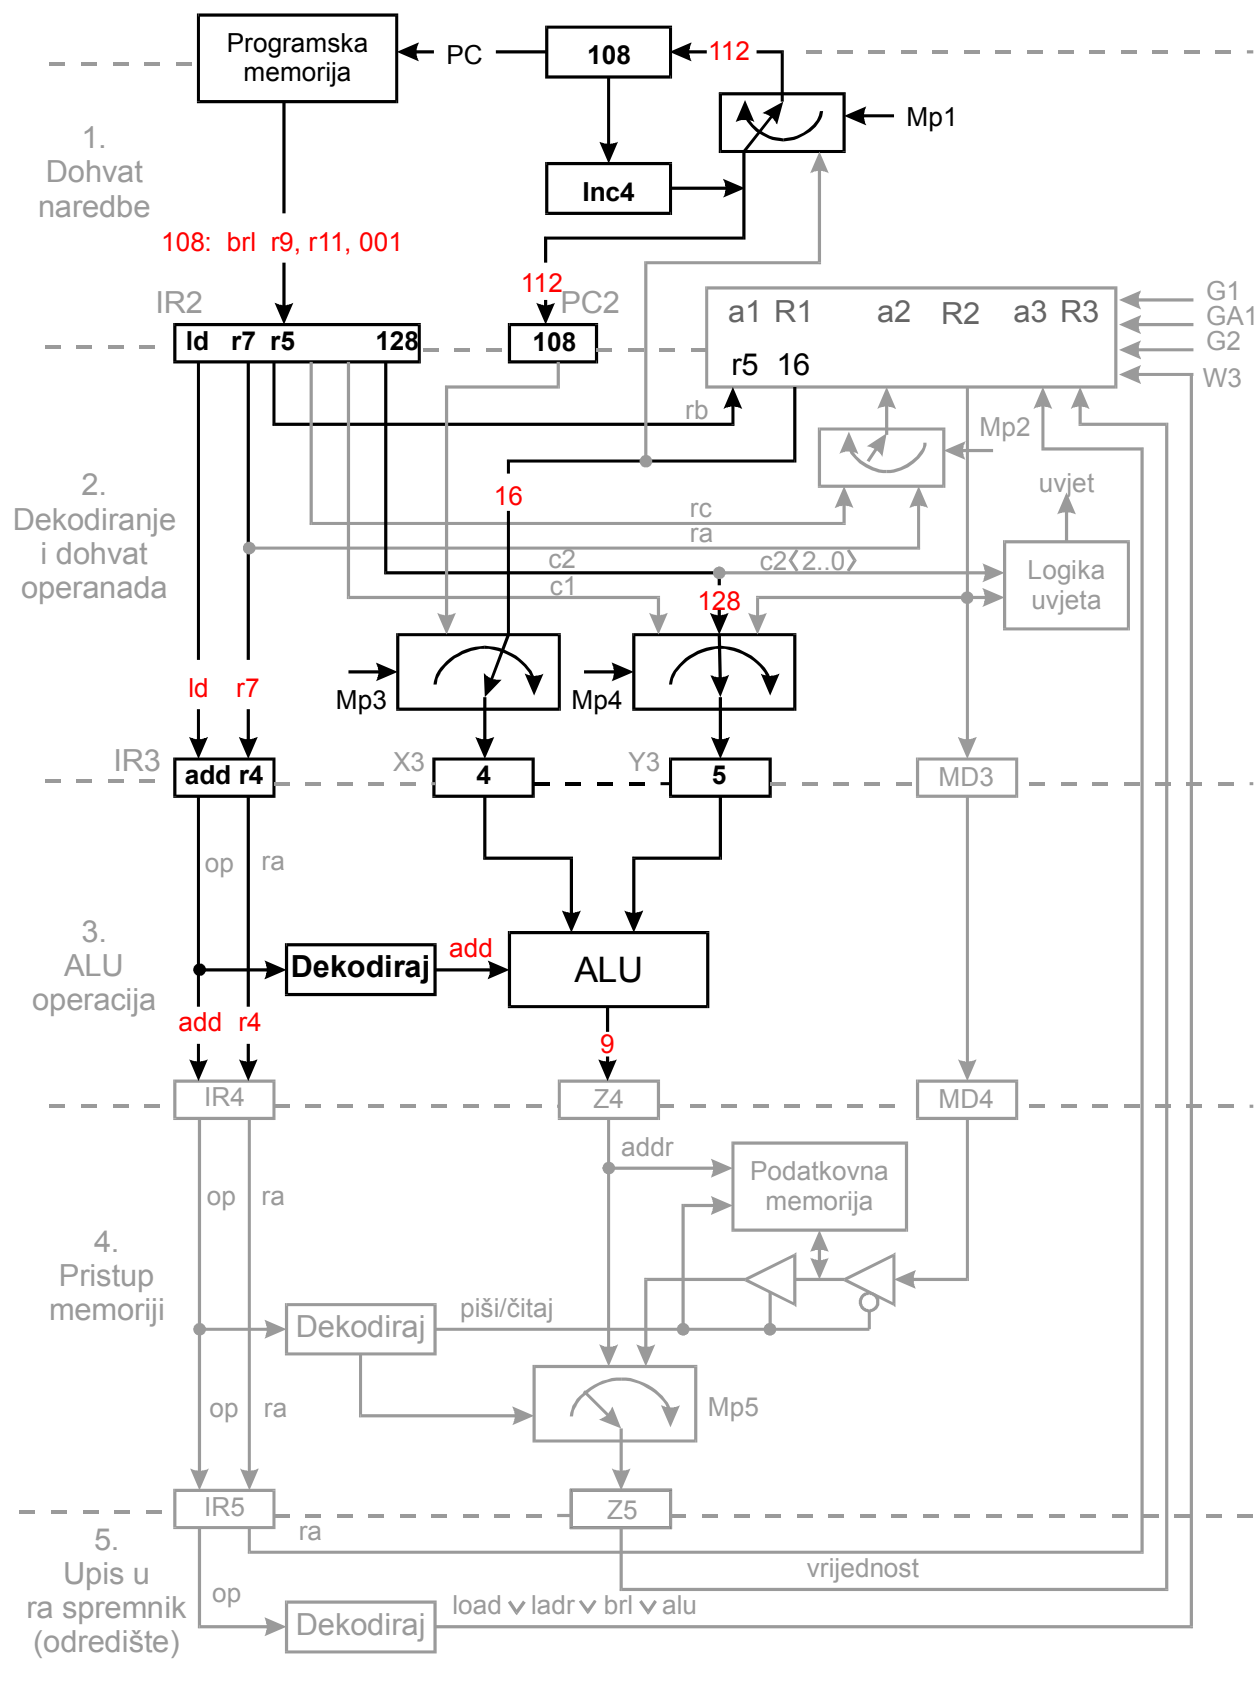 Programska
memorija
PC
108
112
Mp1
1.
Dohvat
naredbe
Inc4
108: brl r9, r11, 001
112
IR2
PC2
ld r7 r5 128
108
a1 R1 a2 R2 a3 R3
r5 16
G1
GA1
G2
W3
rb
Mp2
2.
Dekodiranje
i dohvat
operanada
16
uvjet
rc
ra
c2
c2⟨2..0⟩
c1
128
Logika
uvjeta
ld r7
Mp3
Mp4
IR3
X3
Y3
add r4
4
5
MD3
op
ra
3.
ALU
operacija
Dekodiraj
add
ALU
add r4
9
IR4
Z4
MD4
addr
Podatkovna
memorija
op
ra
4.
Pristup
memoriji
piši/čitaj
Dekodiraj
op
ra
Mp5
IR5
Z5
ra
5.
Upis u
ra spremnik
(odredište)
vrijednost
op
Dekodiraj
load ∨ ladr ∨ brl ∨ alu